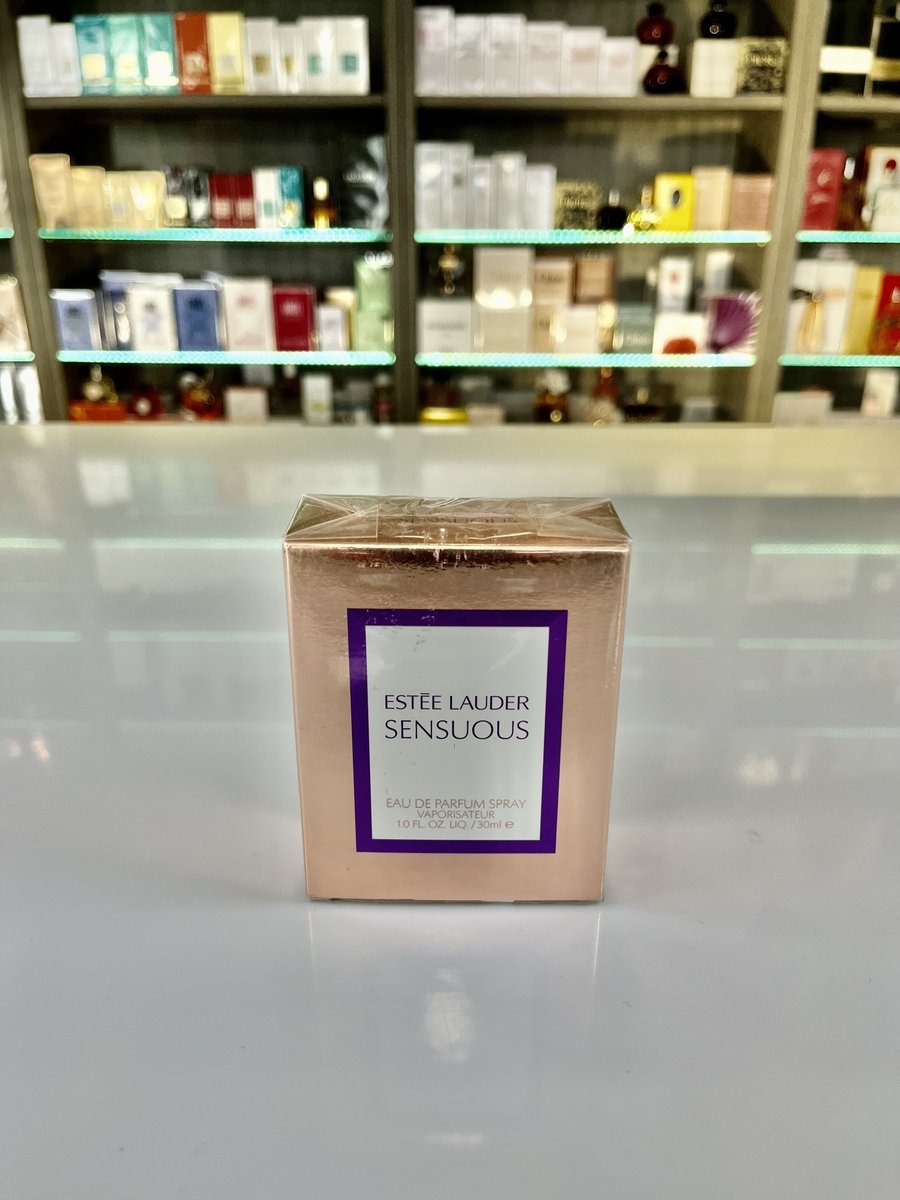 ESTĒE LAUDER
SENSUOUS
EAU DE PARFUM SPRAY
VAPORISATEUR
1.0 FL. OZ. LIQ. / 30ml ℮